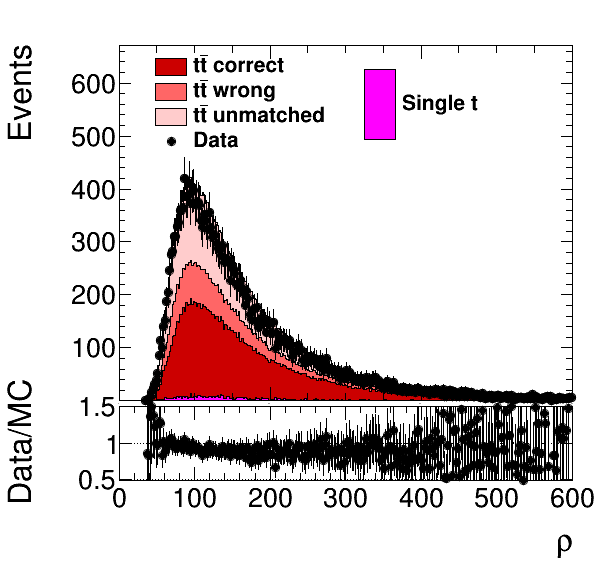 Events
600
500
400
300
200
100
tt̄ correct
tt̄ wrong
tt̄ unmatched
Data
Single t
Data/MC
1.5
1
0.5
0 100 200 300 400 500 600
ρ